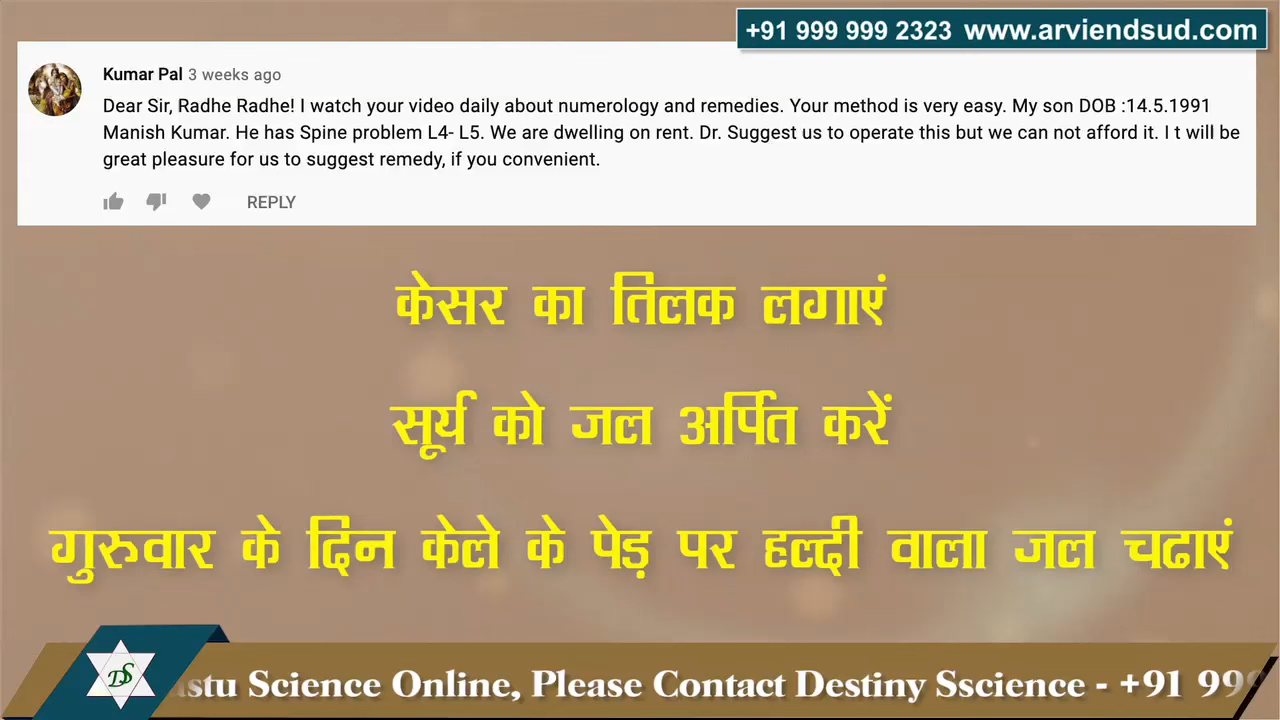 +91 999 999 2323 www.arviendsud.com
Kumar Pal 3 weeks ago
Dear Sir, Radhe Radhe! I watch your video daily about numerology and remedies. Your method is very easy. My son DOB :14.5.1991
Manish Kumar. He has Spine problem L4- L5. We are dwelling on rent. Dr. Suggest us to operate this but we can not afford it. I t will be
great pleasure for us to suggest remedy, if you convenient.
REPLY
केसर का तिलक लगाएं
सूर्य को जल अर्पित करें
गुरुवार के दिन केले के पेड़ पर हल्दी वाला जल चढाएं
DS
Science Online, Please Contact Destiny Sscience - +91 99